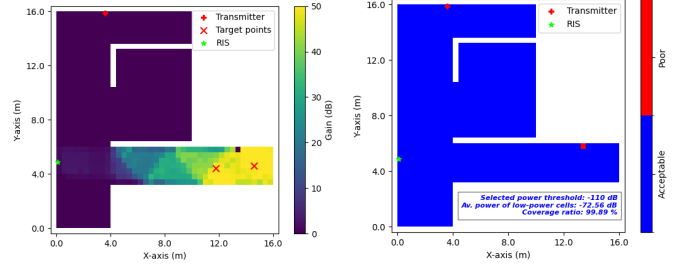 16.0
12.0
8.0
4.0
0.0
Y-axis (m)
0.0
4.0
8.0
12.0
16.0
X-axis (m)
Transmitter
Target points
RIS
50
40
30
20
10
0
Gain (dB)
16.0
12.0
8.0
4.0
0.0
Y-axis (m)
0.0
4.0
8.0
12.0
16.0
X-axis (m)
Transmitter
RIS
Selected power threshold: -110 dB
Av. power of low-power cells: -72.56 dB
Coverage ratio: 99.89 %
Poor
Acceptable